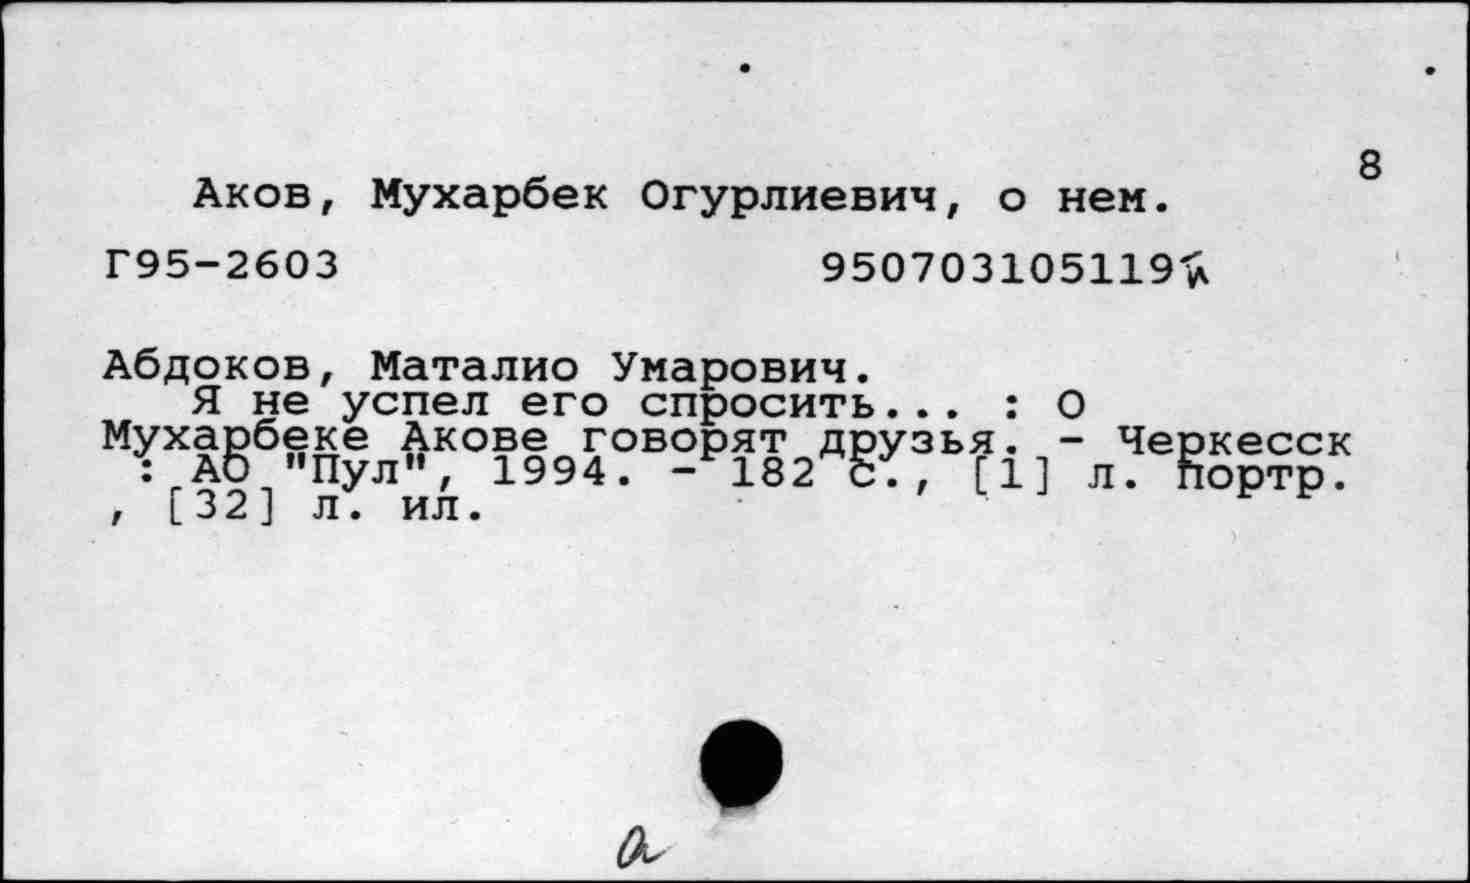 8
Аков, Мухарбек Огурлиевич, о нем.
Г95-2603 950703105119
Абдоков, Маталио Умарович.
Я не успел его спросить... : О
Мухарбеке Акове говорят друзья. - Черкесск
: АО "Пул", 1994. - 182 с., [1] л. портр.
, [32] л. ил.